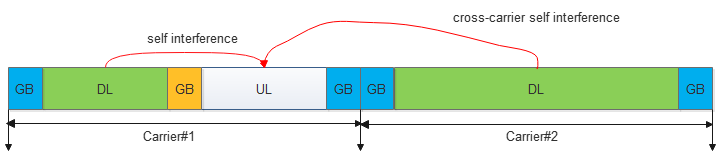 cross-carrier self interference
self interference
GB DL GB UL GB GB DL GB
Carrier#1 Carrier#2